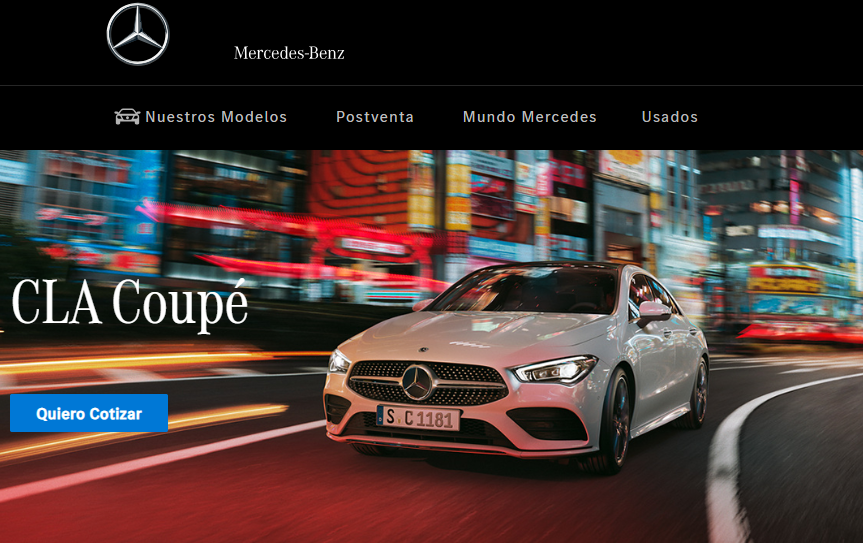 Mercedes-Benz
Nuestros Modelos
Postventa
Mundo Mercedes
Usados
CLA Coupé
Quiero Cotizar
S C 1181